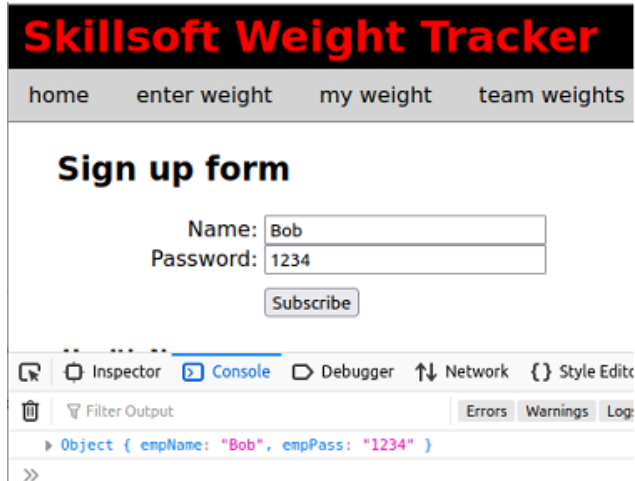 Skillsoft Weight Tracker
home enter weight my weight team weights
Sign up form
Name: Bob
Password: 1234
Subscribe
Inspector Console Debugger Network {} Style Edito
Filter Output Errors Warnings Logs
Object { empName: "Bob", empPass: "1234" }
»